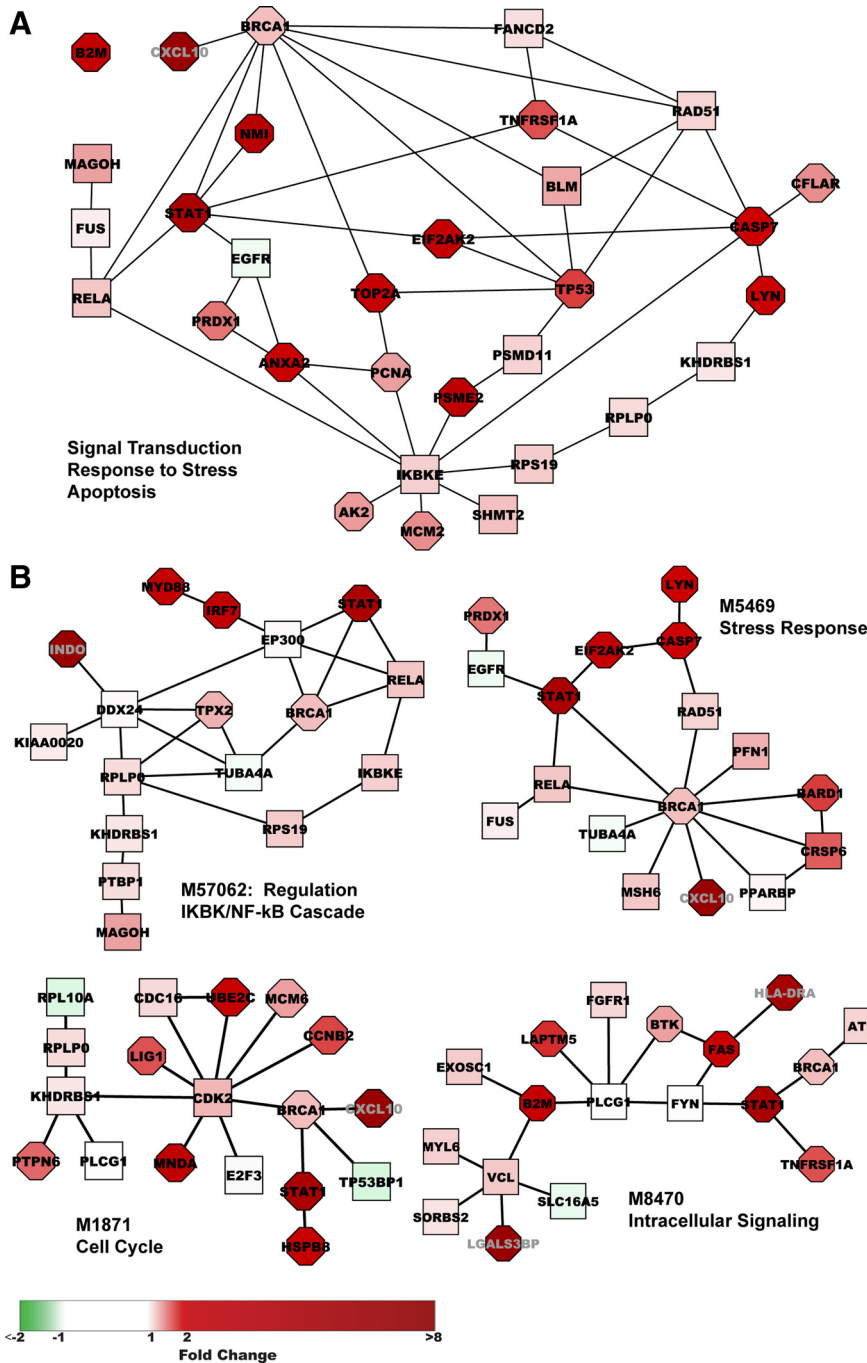 A
BRCA1
FANCD2
B2M
CXCL10
RAD51
TNFRSF1A
NMI
MAGOH
BLM
CFLAR
STAT1
FUS
CASP7
EIF2AK2
EGFR
RELA
TOP2A
TP53
LYN
PRDX1
PSMD11
KHDRBS1
ANXA2
PCNA
PSME2
RPLP0
Signal Transduction
Response to Stress
Apoptosis
IKBKE
RPS19
AK2
MCM2
SHMT2
B
MYD88
IRF7
STAT1
EP300
INDO
RELA
DDX24
TPX2
BRCA1
KIAA0020
RPLP0
TUBA4A
IKBKE
KHDRBS1
RPS19
PTBP1
MAGOH
M57062: Regulation
IKBK/NF-kB Cascade
LYN
M5469
Stress Response
PRDX1
EIF2AK2
CASP7
EGFR
STAT1
RAD51
PFN1
RELA
BRCA1
BARD1
FUS
TUBA4A
CRSP6
MSH6
CXCL10
PPARBP
RPL10A
CDC16
UBE2C
MCM6
RPLP0
LIG1
CCNB2
KHDRBS1
CDK2
BRCA1
CXCL10
PTPN6
PLCG1
MNDA
E2F3
STAT1
TP53BP1
HSPB8
M1871
Cell Cycle
FGFR1
HLA-DRA
LAPTM5
BTK
FAS
AT
EXOSC1
BRCA1
B2M
PLCG1
FYN
STAT1
MYL6
VCL
TNFRSF1A
SORBS2
SLC16A5
LGALS3BP
M8470
Intracellular Signaling
<-2 -1 1 2 >8
Fold Change